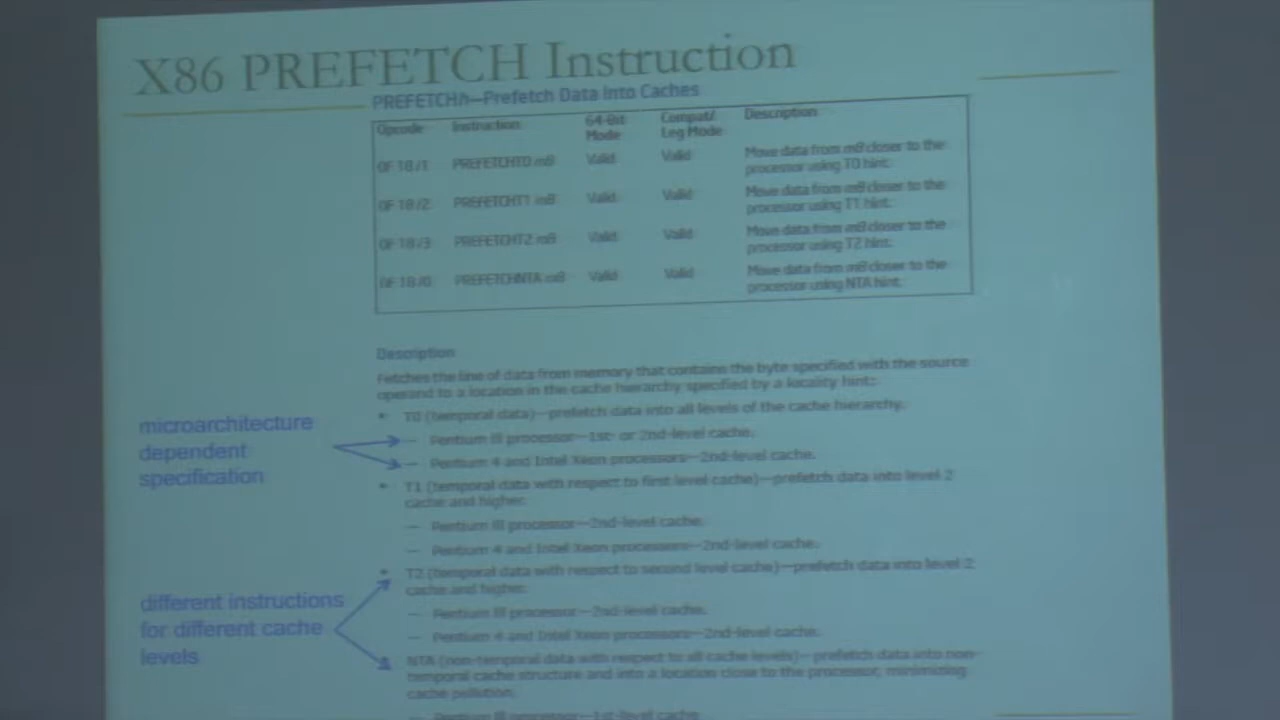 X86 PREFETCH Instruction
PREFETCHh—Prefetch Data Into Caches
Opcode Instruction 64-Bit Mode Compat/Leg Mode Description
0F 18 /1 PREFETCHT0 m8 Valid Valid Move data from m8 closer to the processor using T0 hint.
0F 18 /2 PREFETCHT1 m8 Valid Valid Move data from m8 closer to the processor using T1 hint.
0F 18 /3 PREFETCHT2 m8 Valid Valid Move data from m8 closer to the processor using T2 hint.
0F 18 /0 PREFETCHNTA m8 Valid Valid Move data from m8 closer to the processor using NTA hint.
Description
Fetches the line of data from memory that contains the byte specified with the source
operand to a location in the cache hierarchy specified by a locality hint:
• T0 (temporal data)—prefetch data into all levels of the cache hierarchy.
microarchitecture
dependent
specification
— Pentium III processor—1st- or 2nd-level cache.
— Pentium 4 and Intel Xeon processors—2nd-level cache.
• T1 (temporal data with respect to first level cache)—prefetch data into level 2
cache and higher.
— Pentium III processor—2nd-level cache.
— Pentium 4 and Intel Xeon processors—2nd-level cache.
• T2 (temporal data with respect to second level cache)—prefetch data into level 2
cache and higher.
different instructions
for different cache
levels
— Pentium III processor—2nd-level cache.
— Pentium 4 and Intel Xeon processors—2nd-level cache.
NTA (non-temporal data with respect to all cache levels)—prefetch data into non-
temporal cache structure and into a location close to the processor, minimizing
cache pollution.
— Pentium III processor—1st-level cache